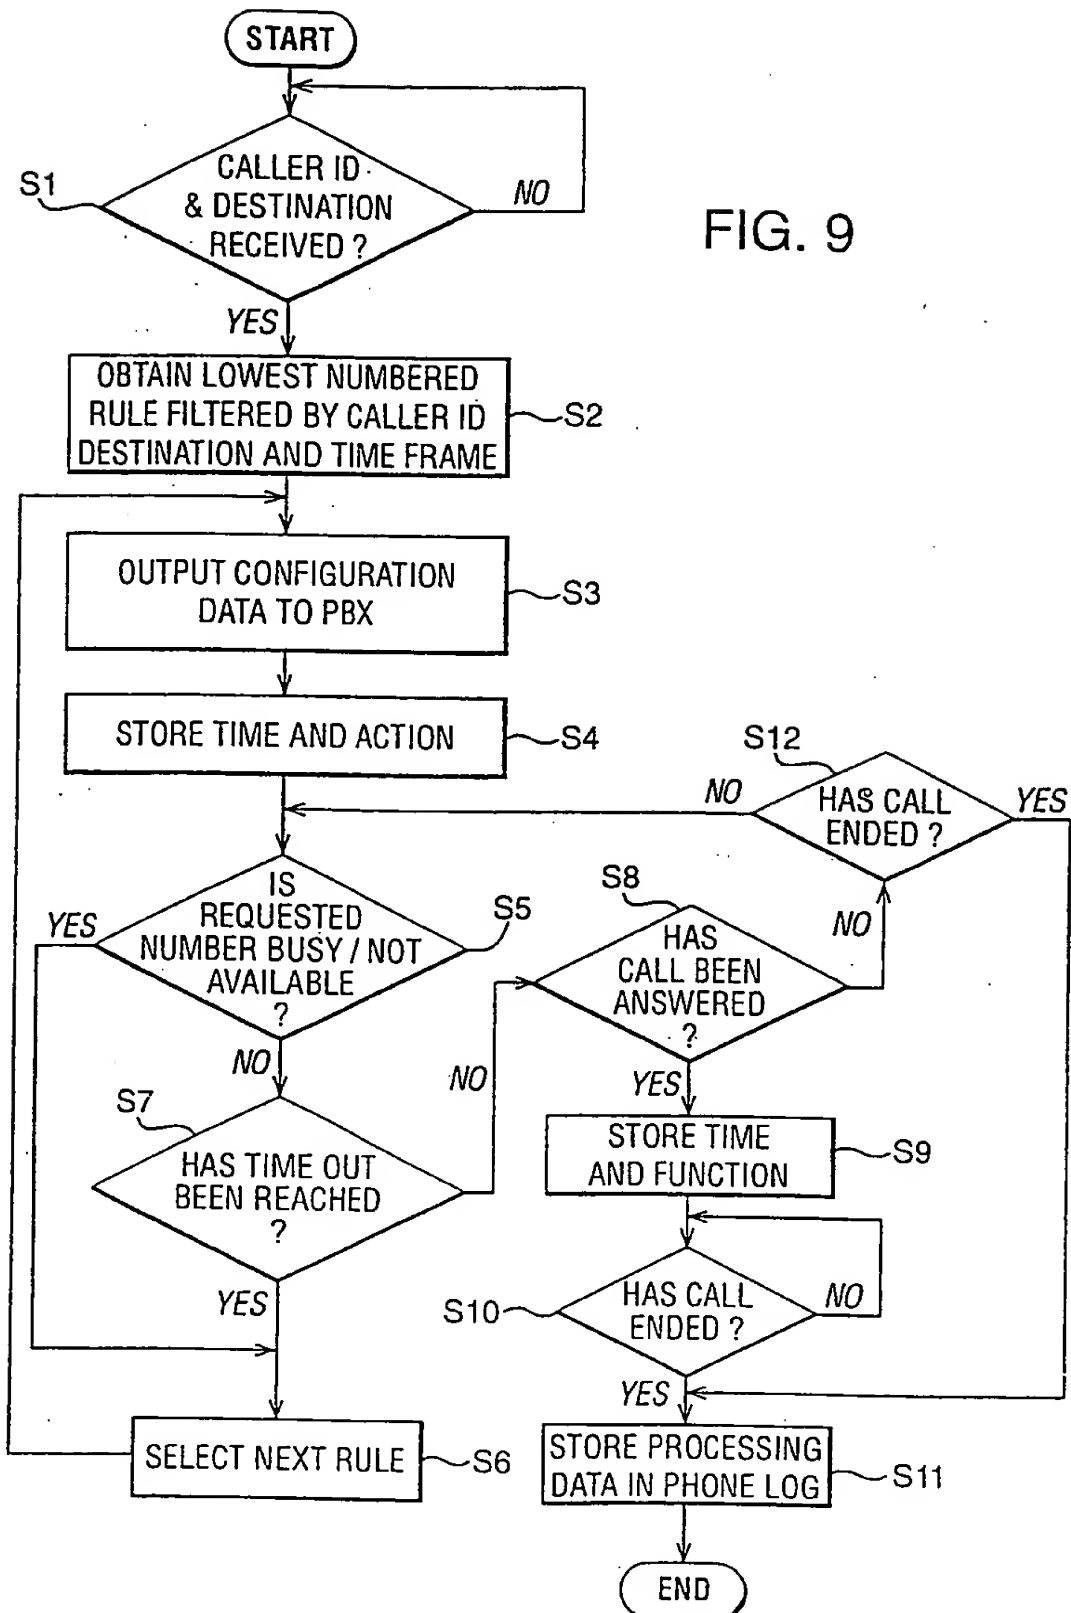 START
CALLER ID
& DESTINATION
RECEIVED ?
S1
NO
FIG. 9
YES
OBTAIN LOWEST NUMBERED
RULE FILTERED BY CALLER ID
DESTINATION AND TIME FRAME
S2
OUTPUT CONFIGURATION
DATA TO PBX
S3
STORE TIME AND ACTION
S4
S12
HAS CALL
ENDED ?
NO
YES
IS
REQUESTED
NUMBER BUSY / NOT
AVAILABLE
?
YES
S5
NO
S8
HAS
CALL BEEN
ANSWERED
?
NO
YES
S7
HAS TIME OUT
BEEN REACHED
?
NO
YES
STORE TIME
AND FUNCTION
S9
S10
HAS CALL
ENDED ?
NO
YES
SELECT NEXT RULE
S6
STORE PROCESSING
DATA IN PHONE LOG
S11
END